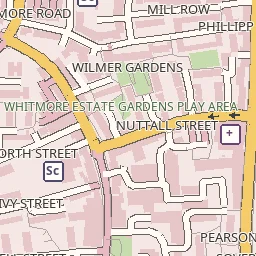 MORE ROAD
MILL ROW
PHILLIPP
WILMER GARDENS
WHITMORE ESTATE GARDENS PLAY AREA
NUTTALL STREET
+
ORTH STREET
Sc
IVY STREET
PEARSON